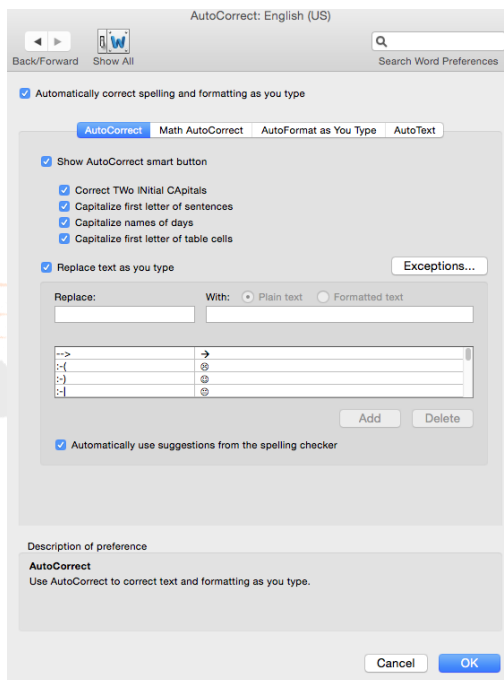 AutoCorrect: English (US)
Back/Forward Show All Search Word Preferences
Automatically correct spelling and formatting as you type
AutoCorrect Math AutoCorrect AutoFormat as You Type AutoText
Show AutoCorrect smart button
Correct TWo INitial CApitals
Capitalize first letter of sentences
Capitalize names of days
Capitalize first letter of table cells
Replace text as you type Exceptions...
Replace: With: Plain text Formatted text
--> →
:-( ☹
:-) ☺
:-| 😐
Add Delete
Automatically use suggestions from the spelling checker
Description of preference
AutoCorrect
Use AutoCorrect to correct text and formatting as you type.
Cancel OK